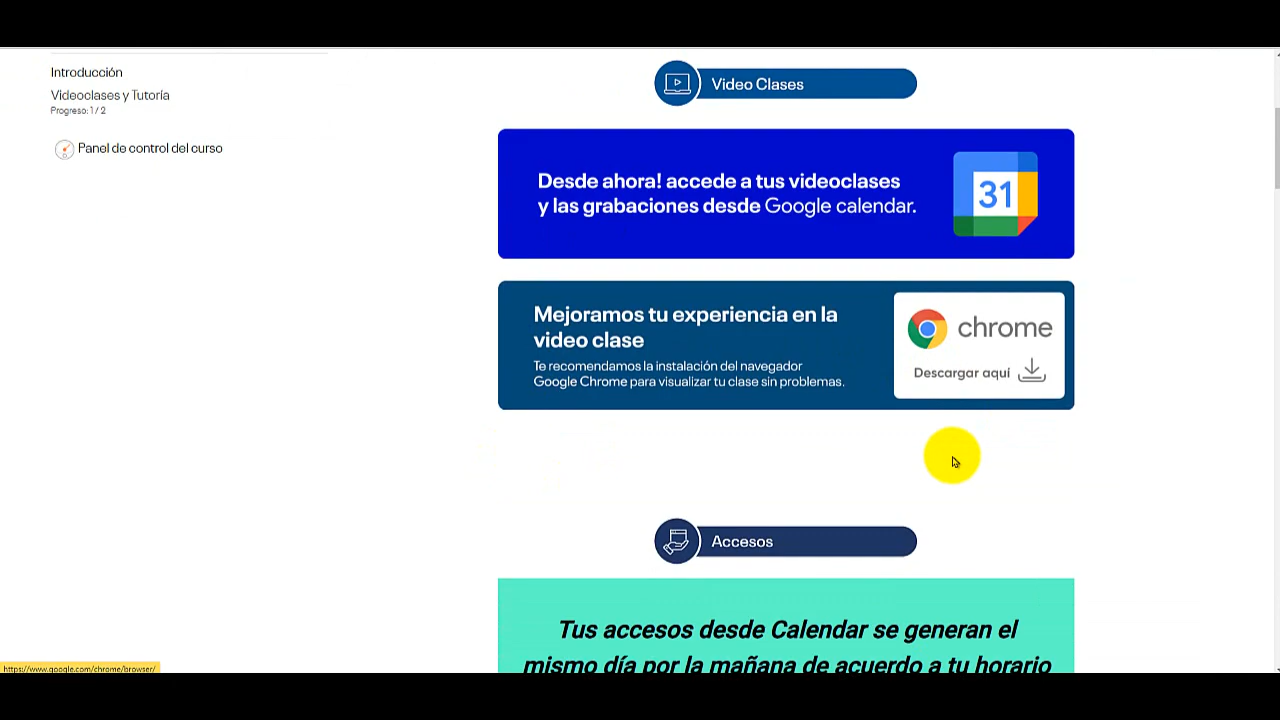 Introducción
Videoclases y Tutoría
Progreso: 1 / 2
Panel de control del curso
Video Clases
Desde ahora! accede a tus videoclases
y las grabaciones desde Google calendar.
31
Mejoramos tu experiencia en la
video clase
Te recomendamos la instalación del navegador
Google Chrome para visualizar tu clase sin problemas.
chrome
Descargar aquí
Accesos
Tus accesos desde Calendar se generan el
mismo día por la mañana de acuerdo a tu horario
https://www.google.com/chrome/browser/